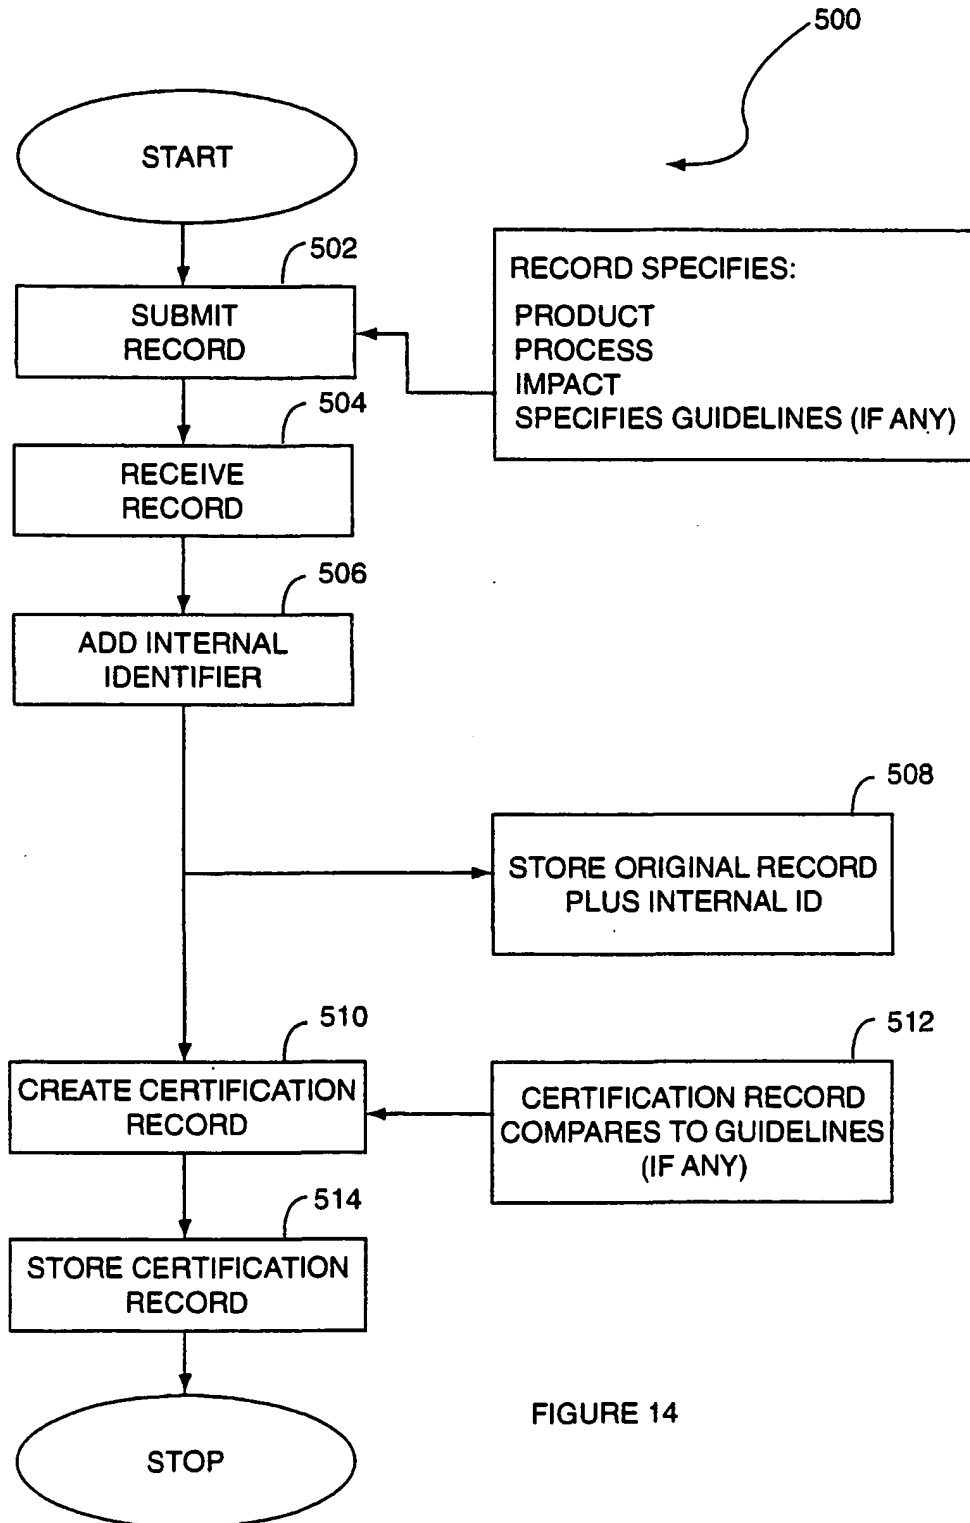 500
START
502
SUBMIT
RECORD
RECORD SPECIFIES:
PRODUCT
PROCESS
IMPACT
SPECIFIES GUIDELINES (IF ANY)
504
RECEIVE
RECORD
506
ADD INTERNAL
IDENTIFIER
508
STORE ORIGINAL RECORD
PLUS INTERNAL ID
510
CREATE CERTIFICATION
RECORD
512
CERTIFICATION RECORD
COMPARES TO GUIDELINES
(IF ANY)
514
STORE CERTIFICATION
RECORD
STOP
FIGURE 14